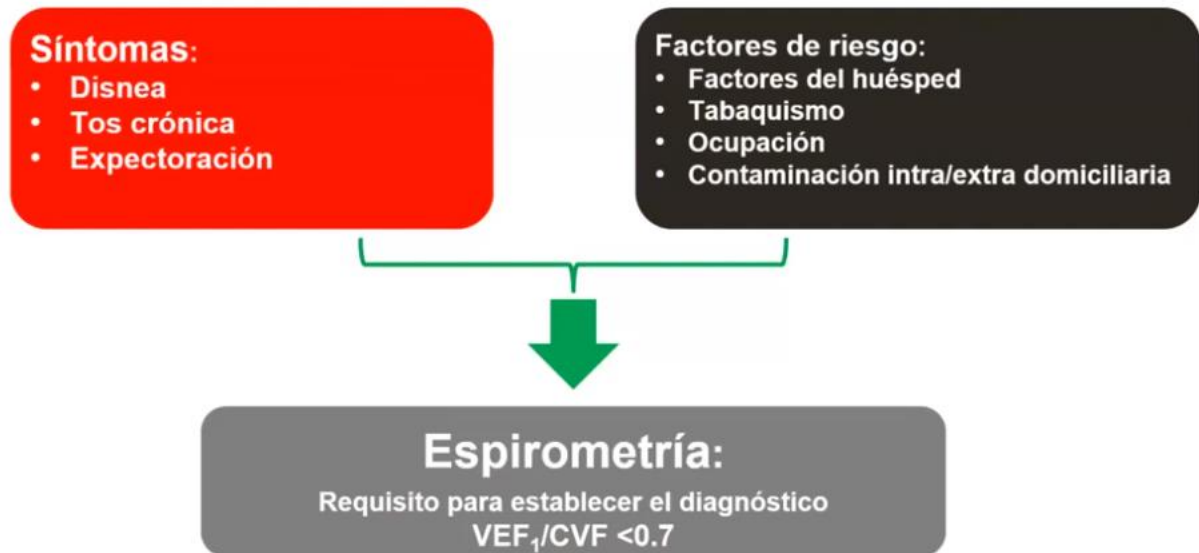 Síntomas:
• Disnea
• Tos crónica
• Expectoración
Factores de riesgo:
• Factores del huésped
• Tabaquismo
• Ocupación
• Contaminación intra/extra domiciliaria
Espirometría:
Requisito para establecer el diagnóstico
VEF₁/CVF <0.7